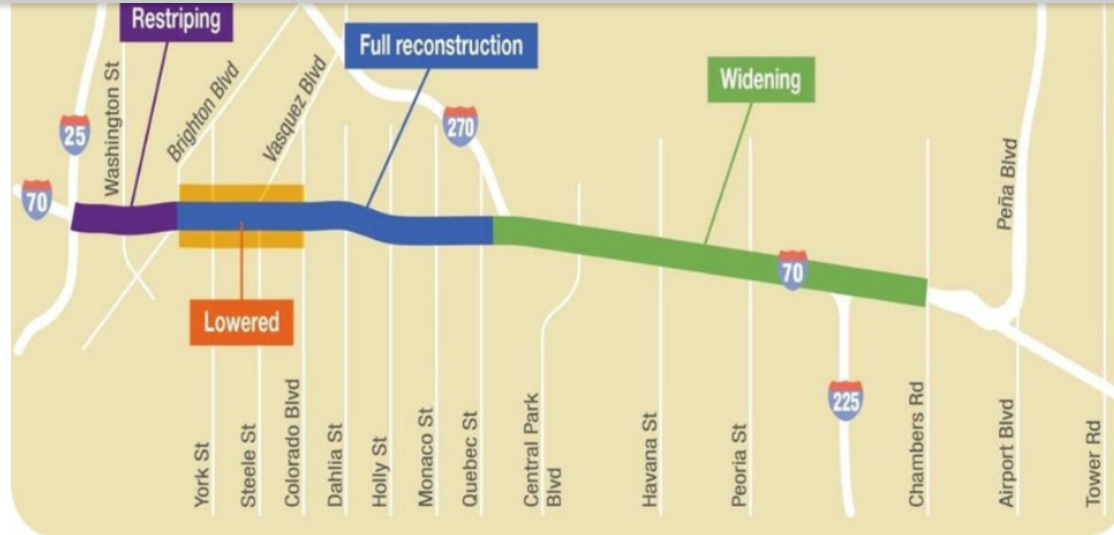 Restriping
Full reconstruction
Widening
Washington St
Brighton Blvd
Vasquez Blvd
25
270
70
Peña Blvd
70
Lowered
225
York St
Steele St
Colorado Blvd
Dahlia St
Holly St
Monaco St
Quebec St
Central Park
Blvd
Havana St
Peoria St
Chambers Rd
Airport Blvd
Tower Rd